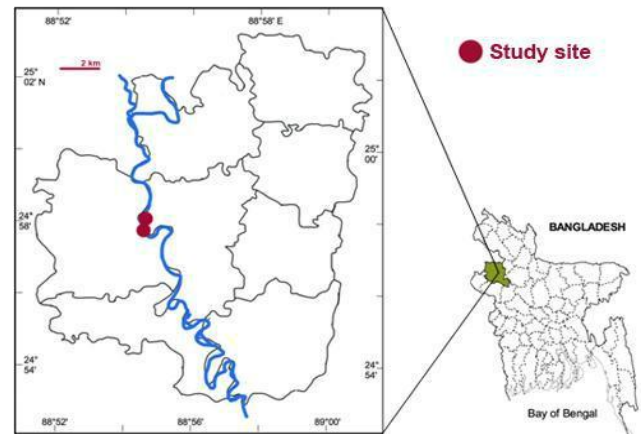 88°52'
88°58' E
25°
02' N
2 km
Study site
25°
00'
24°
58'
BANGLADESH
24°
54'
24°
54'
Bay of Bengal
88°52'
88°56'
89°00'